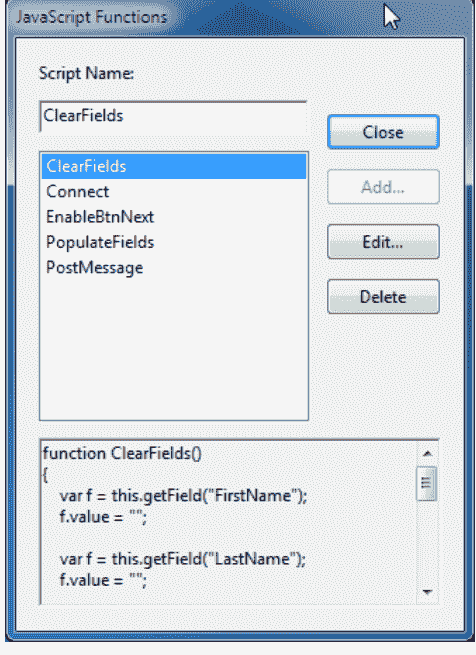 JavaScript Functions
Script Name:
ClearFields
Close
ClearFields
Add...
Connect
EnableBtnNext
Edit...
PopulateFields
PostMessage
Delete
function ClearFields()
{
var f = this.getField("FirstName");
f.value = "";
var f = this.getField("LastName");
f.value = "";